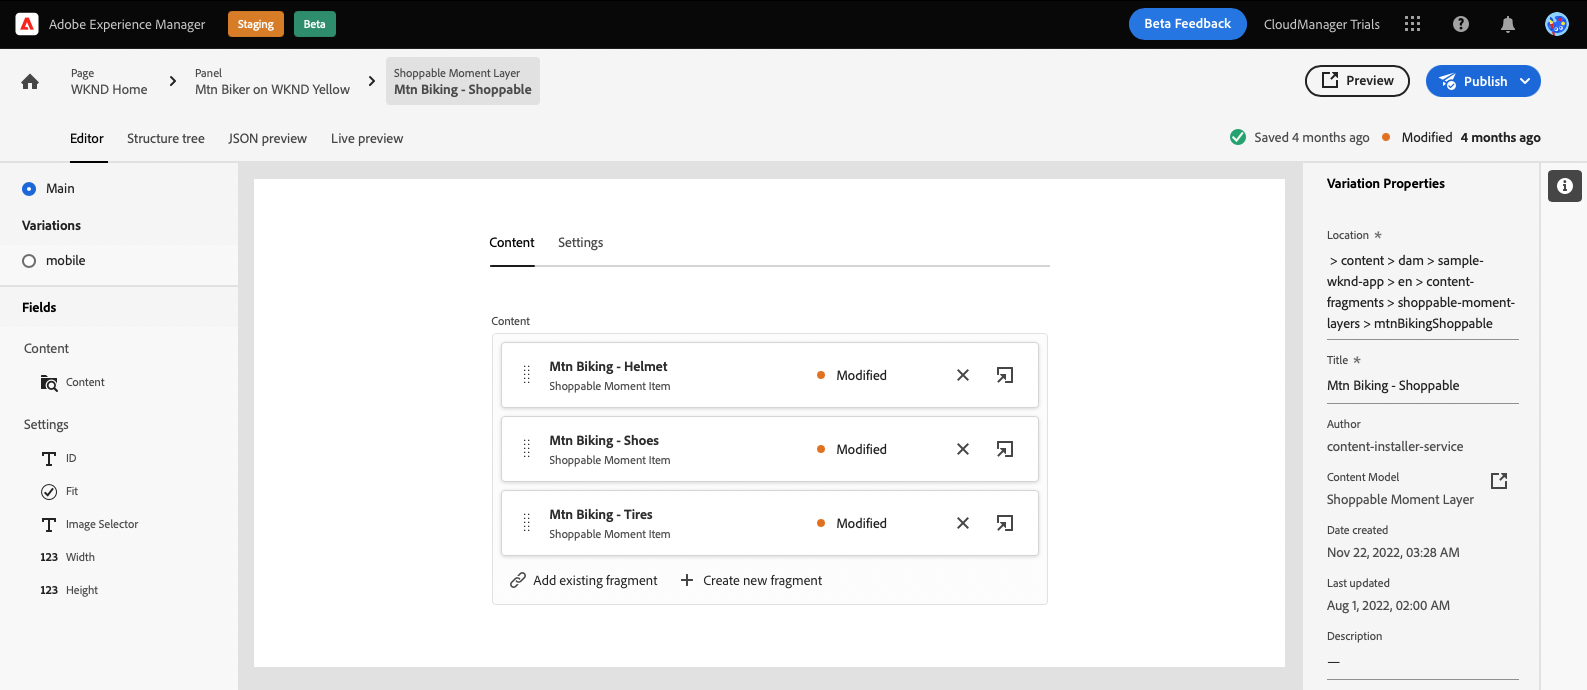 Adobe Experience Manager Staging Beta Beta Feedback CloudManager Trials
Page Panel Shoppable Moment Layer
WKND Home Mtn Biker on WKND Yellow Mtn Biking - Shoppable Preview Publish
Editor Structure tree JSON preview Live preview Saved 4 months ago Modified 4 months ago
Main
Variations
mobile
Fields
Content
Content
Settings
ID
Fit
Image Selector
123 Width
123 Height
Content Settings
Content
Mtn Biking - Helmet
Shoppable Moment Item
Modified
Mtn Biking - Shoes
Shoppable Moment Item
Modified
Mtn Biking - Tires
Shoppable Moment Item
Modified
Add existing fragment Create new fragment
Variation Properties
Location *
> content > dam > sample-
wknd-app > en > content-
fragments > shoppable-moment-
layers > mtnBikingShoppable
Title *
Mtn Biking - Shoppable
Author
content-installer-service
Content Model
Shoppable Moment Layer
Date created
Nov 22, 2022, 03:28 AM
Last updated
Aug 1, 2022, 02:00 AM
Description
—